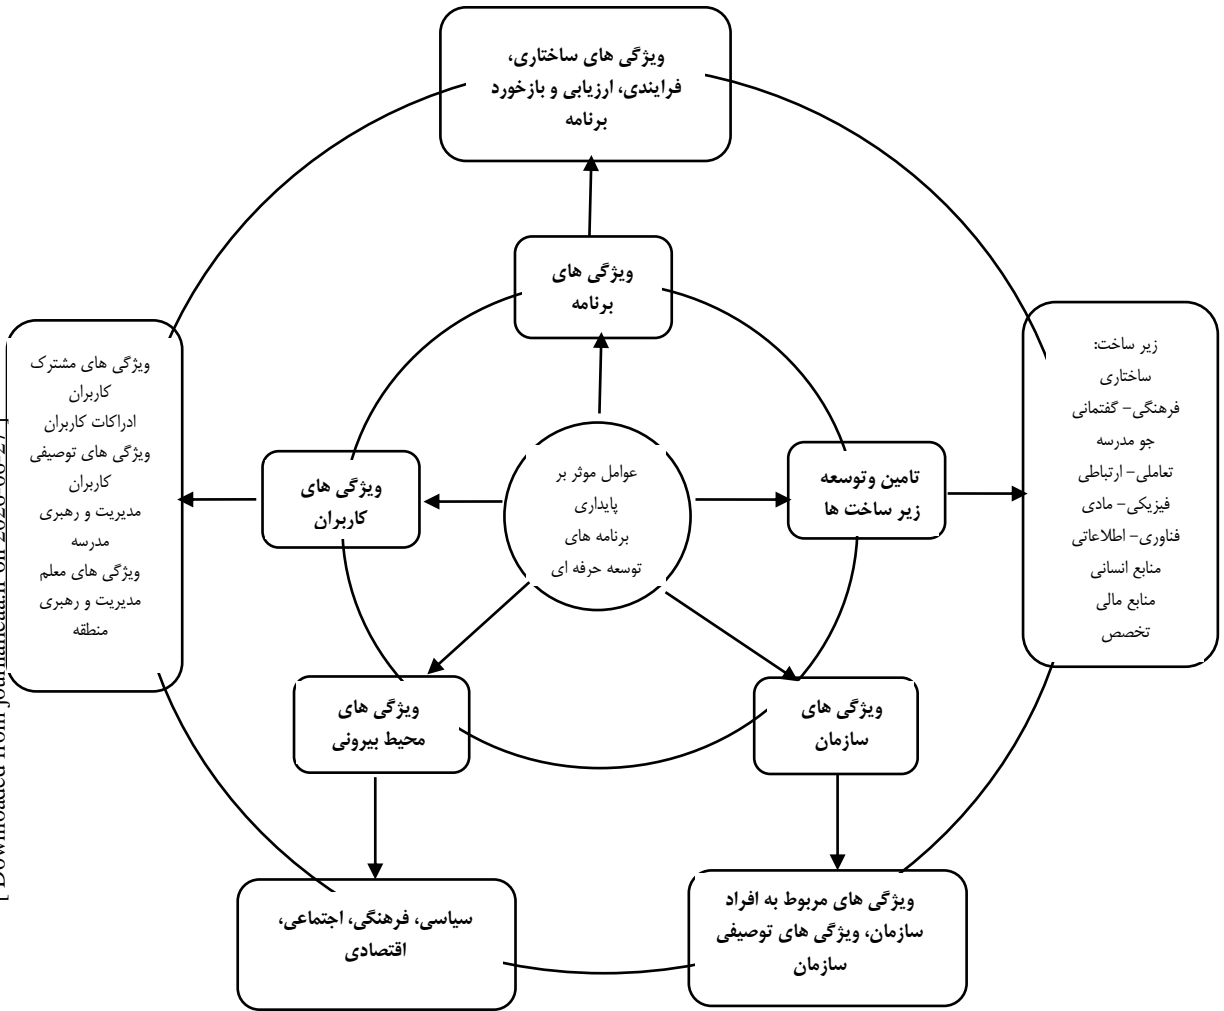 ویژگی های ساختاری،
فرایندی، ارزیابی و بازخورد
برنامه
ویژگی های
برنامه
زیر ساخت:
ساختاری
فرهنگی- گفتمانی
جو مدرسه
تعاملی- ارتباطی
فیزیکی- مادی
فناوری- اطلاعاتی
منابع انسانی
منابع مالی
تخصص
تامین وتوسعه
زیر ساخت ها
عوامل موثر بر
پایداری
برنامه های
توسعه حرفه ای
ویژگی های
کاربران
ویژگی های مشترک
کاربران
ادراکات کاربران
ویژگی های توصیفی
کاربران
مدیریت و رهبری
مدرسه
ویژگی های معلم
مدیریت و رهبری
منطقه
ویژگی های
سازمان
ویژگی های
محیط بیرونی
ویژگی های مربوط به افراد
سازمان، ویژگی های توصیفی
سازمان
سیاسی، فرهنگی، اجتماعی،
اقتصادی
[ Downloaded from